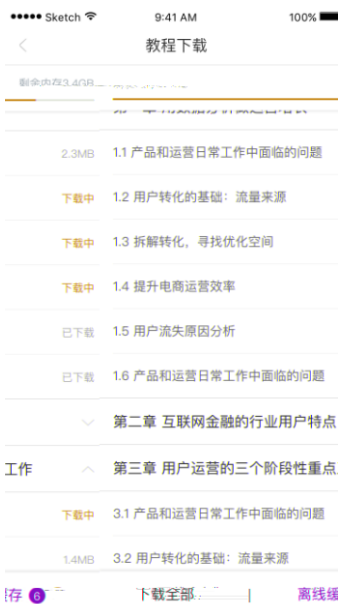 Sketch 9:41 AM 100%
教程下载
剩余内存3.4GB
2.3MB 1.1 产品和运营日常工作中面临的问题
下载中 1.2 用户转化的基础：流量来源
下载中 1.3 拆解转化，寻找优化空间
下载中 1.4 提升电商运营效率
已下载 1.5 用户流失原因分析
已下载 1.6 产品和运营日常工作中面临的问题
第二章 互联网金融的行业用户特点
工作 第三章 用户运营的三个阶段性重点
下载中 3.1 产品和运营日常工作中面临的问题
1.4MB 3.2 用户转化的基础：流量来源
存 6 下载全部 离线缓